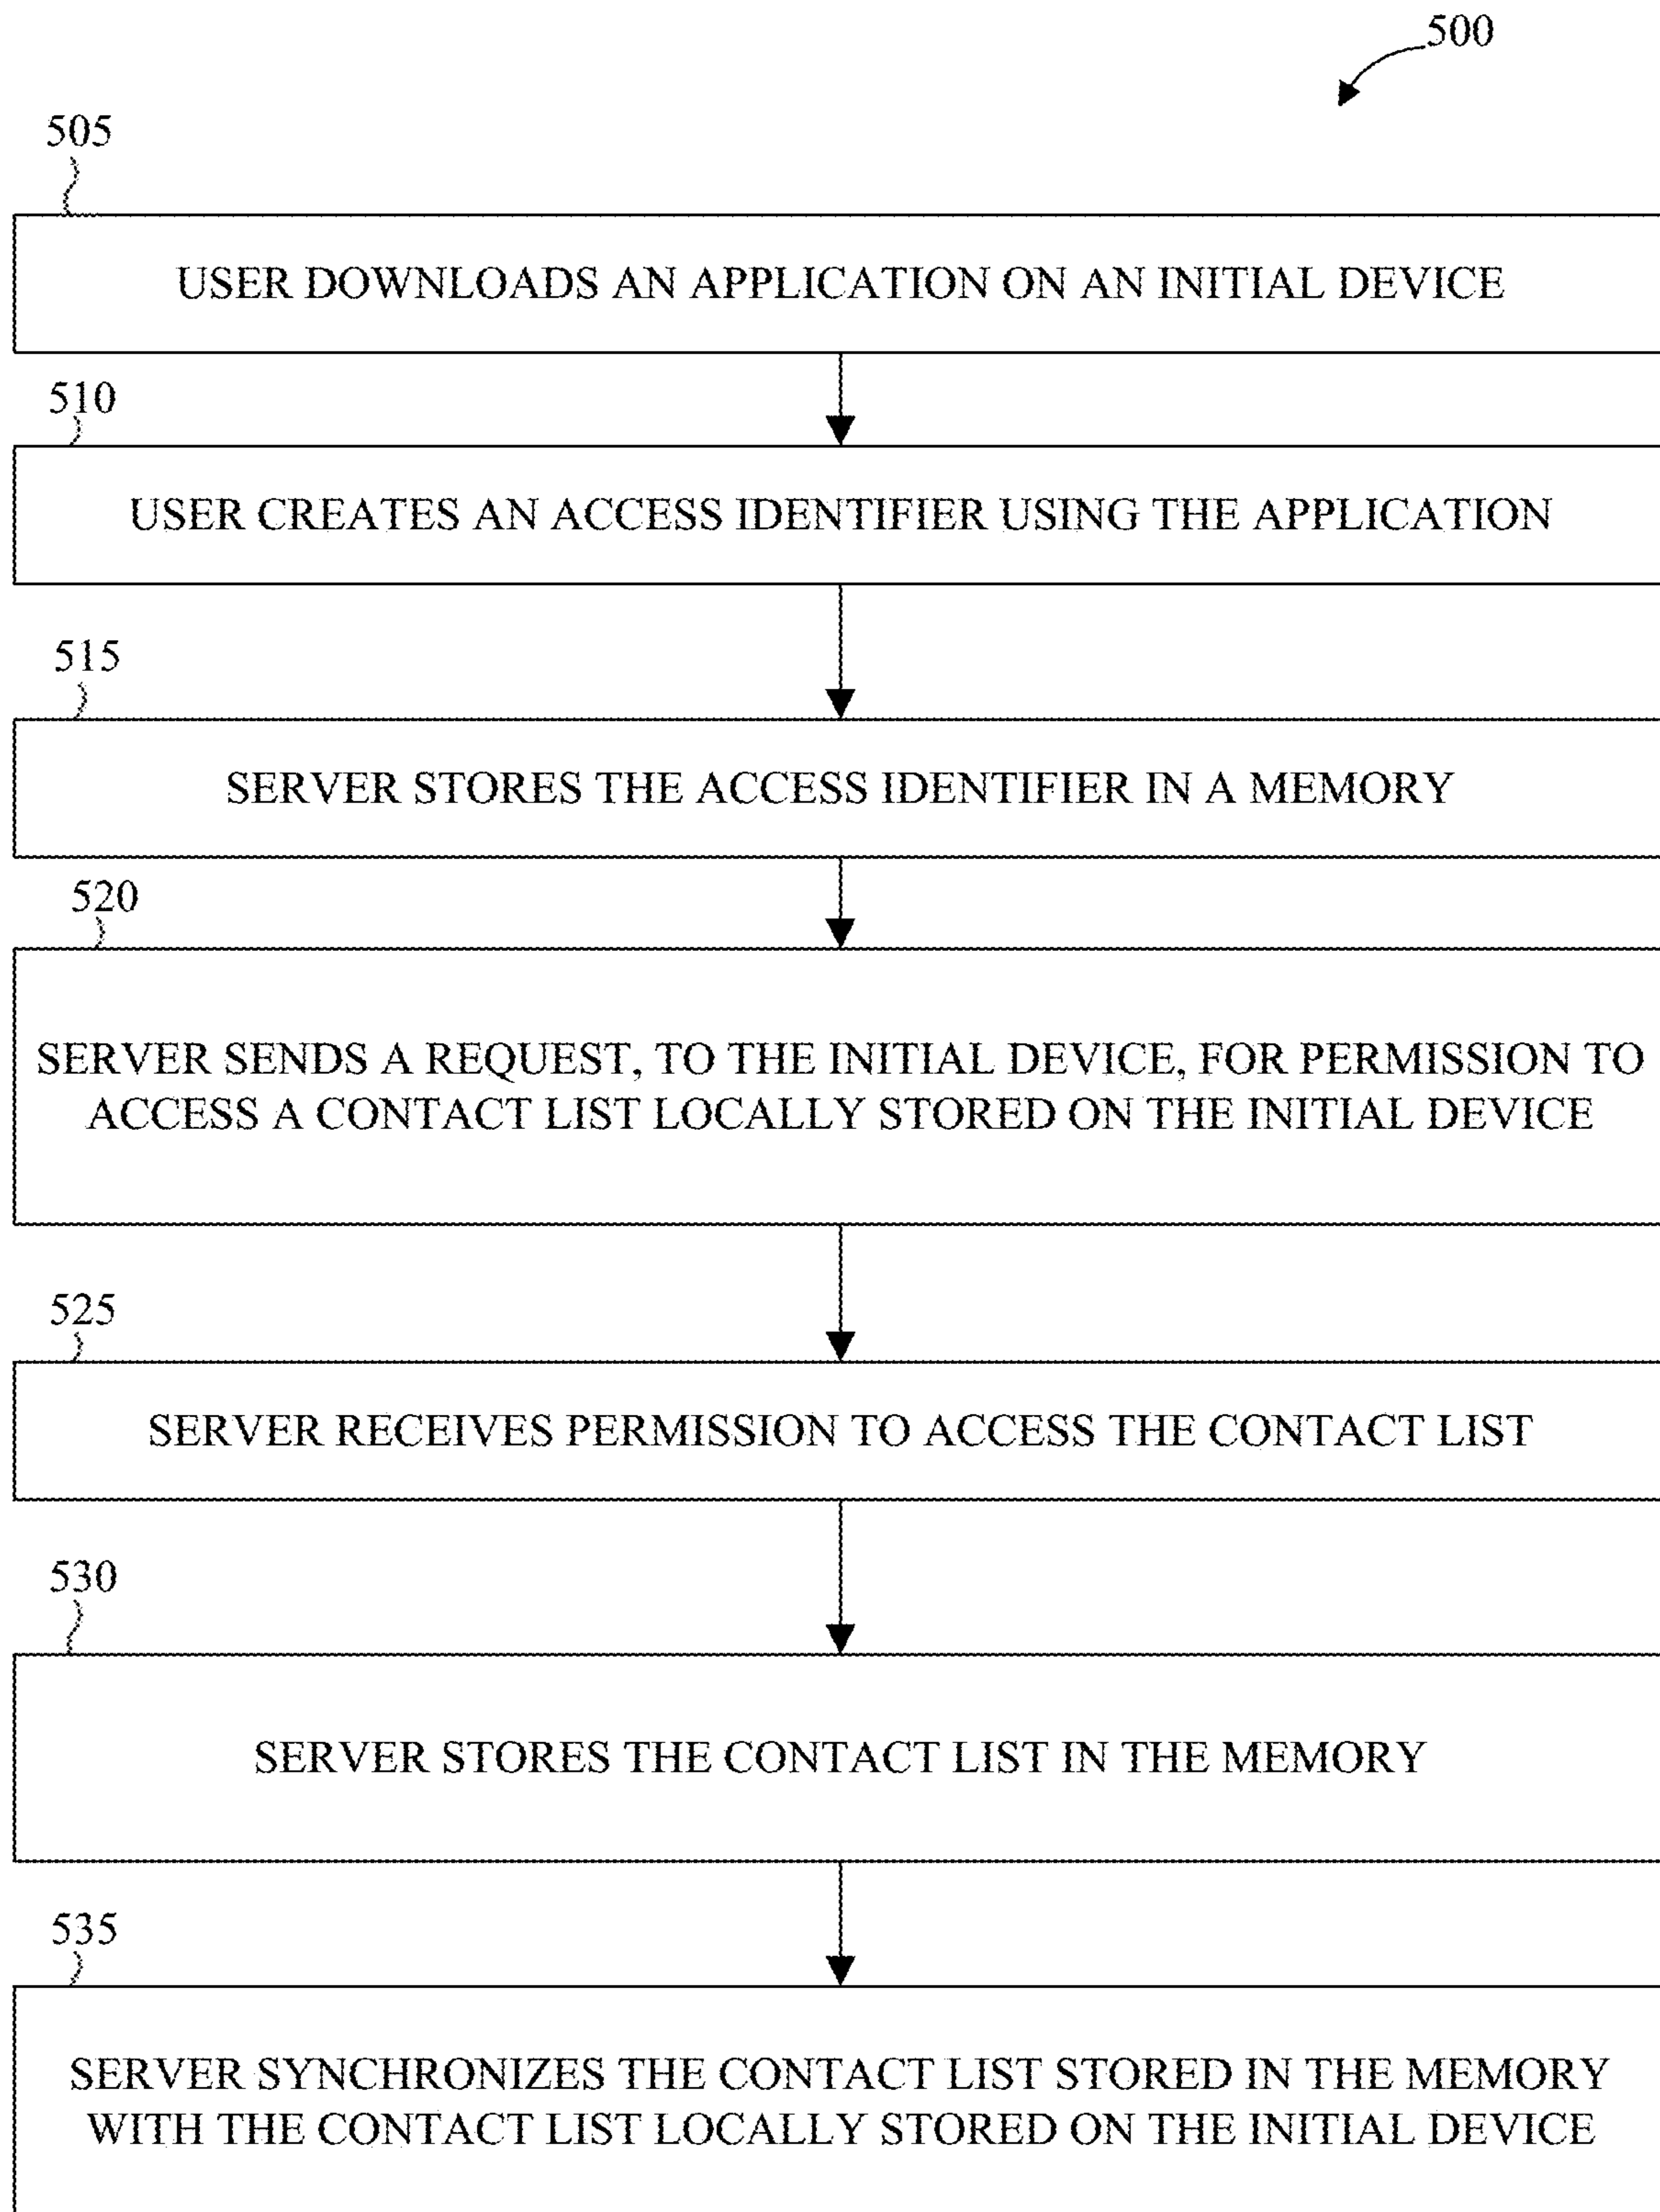 500
505
USER DOWNLOADS AN APPLICATION ON AN INITIAL DEVICE
510
USER CREATES AN ACCESS IDENTIFIER USING THE APPLICATION
515
SERVER STORES THE ACCESS IDENTIFIER IN A MEMORY
520
SERVER SENDS A REQUEST, TO THE INITIAL DEVICE, FOR PERMISSION TO
ACCESS A CONTACT LIST LOCALLY STORED ON THE INITIAL DEVICE
525
SERVER RECEIVES PERMISSION TO ACCESS THE CONTACT LIST
530
SERVER STORES THE CONTACT LIST IN THE MEMORY
535
SERVER SYNCHRONIZES THE CONTACT LIST STORED IN THE MEMORY
WITH THE CONTACT LIST LOCALLY STORED ON THE INITIAL DEVICE